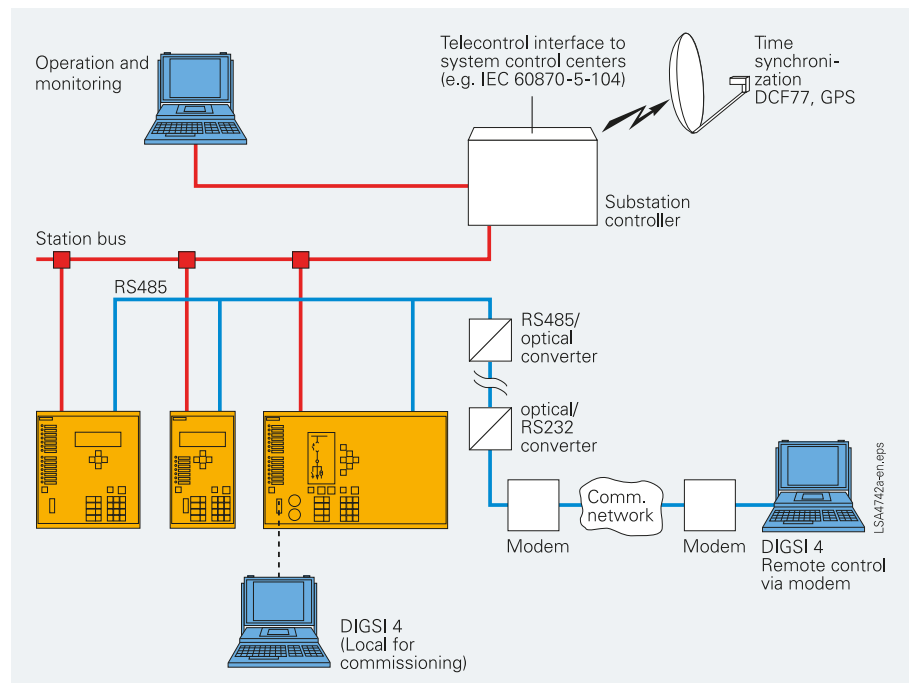 Operation and
monitoring
Telecontrol interface to
system control centers
(e.g. IEC 60870-5-104)
Time
synchroni-
zation
DCF77, GPS
Substation
controller
Station bus
RS485
RS485/
optical
converter
optical/
RS232
converter
Comm.
network
Modem
Modem
DIGSI 4
Remote control
via modem
LSA4742a-en.eps
DIGSI 4
(Local for
commissioning)